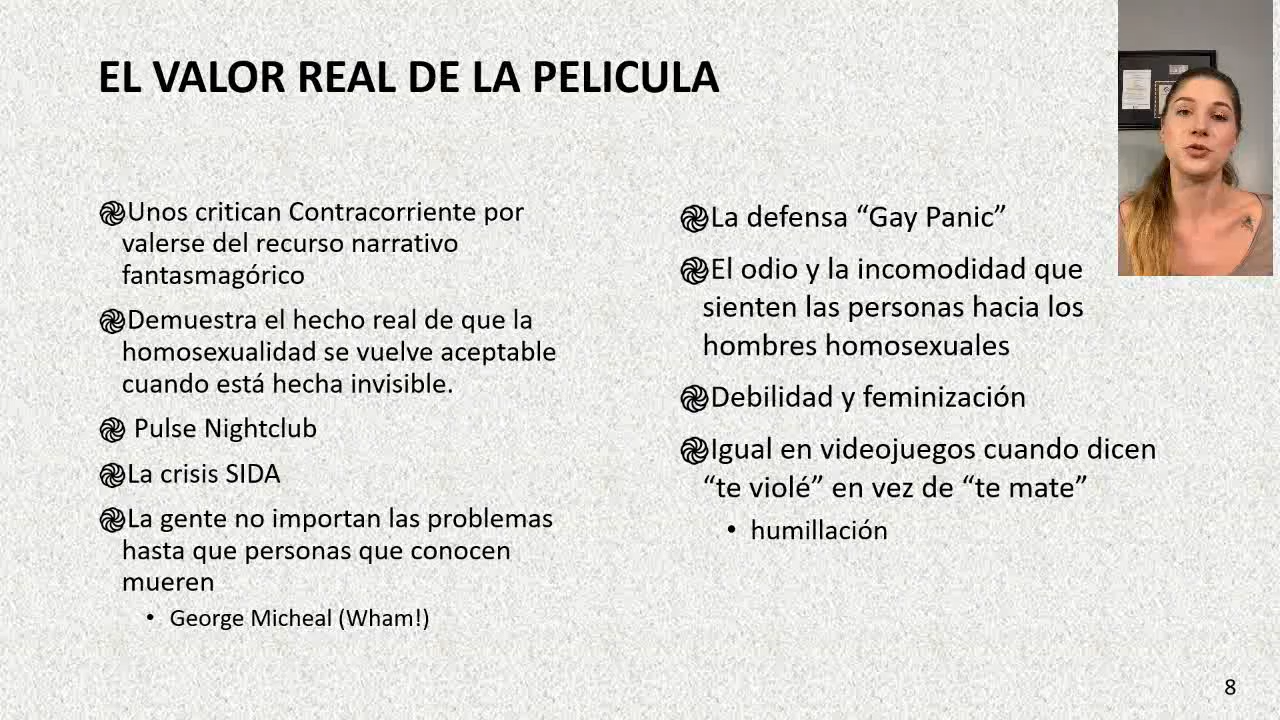 EL VALOR REAL DE LA PELICULA
Unos critican Contracorriente por
valerse del recurso narrativo
fantasmagórico
Demuestra el hecho real de que la
homosexualidad se vuelve aceptable
cuando está hecha invisible.
Pulse Nightclub
La crisis SIDA
La gente no importan las problemas
hasta que personas que conocen
mueren
• George Micheal (Wham!)
La defensa “Gay Panic”
El odio y la incomodidad que
sienten las personas hacia los
hombres homosexuales
Debilidad y feminización
Igual en videojuegos cuando dicen
“te violé” en vez de “te mate”
• humillación
8